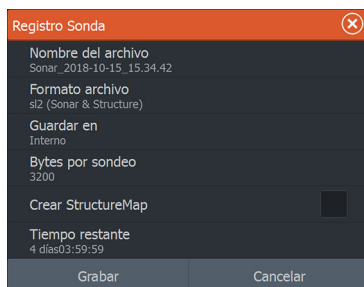 Registro Sonda
Nombre del archivo
Sonar_2018-10-15_15.34.42
Formato archivo
sl2 (Sonar & Structure)
Guardar en
Interno
Bytes por sondeo
3200
Crear StructureMap
Tiempo restante
4 días03:59:59
Grabar Cancelar